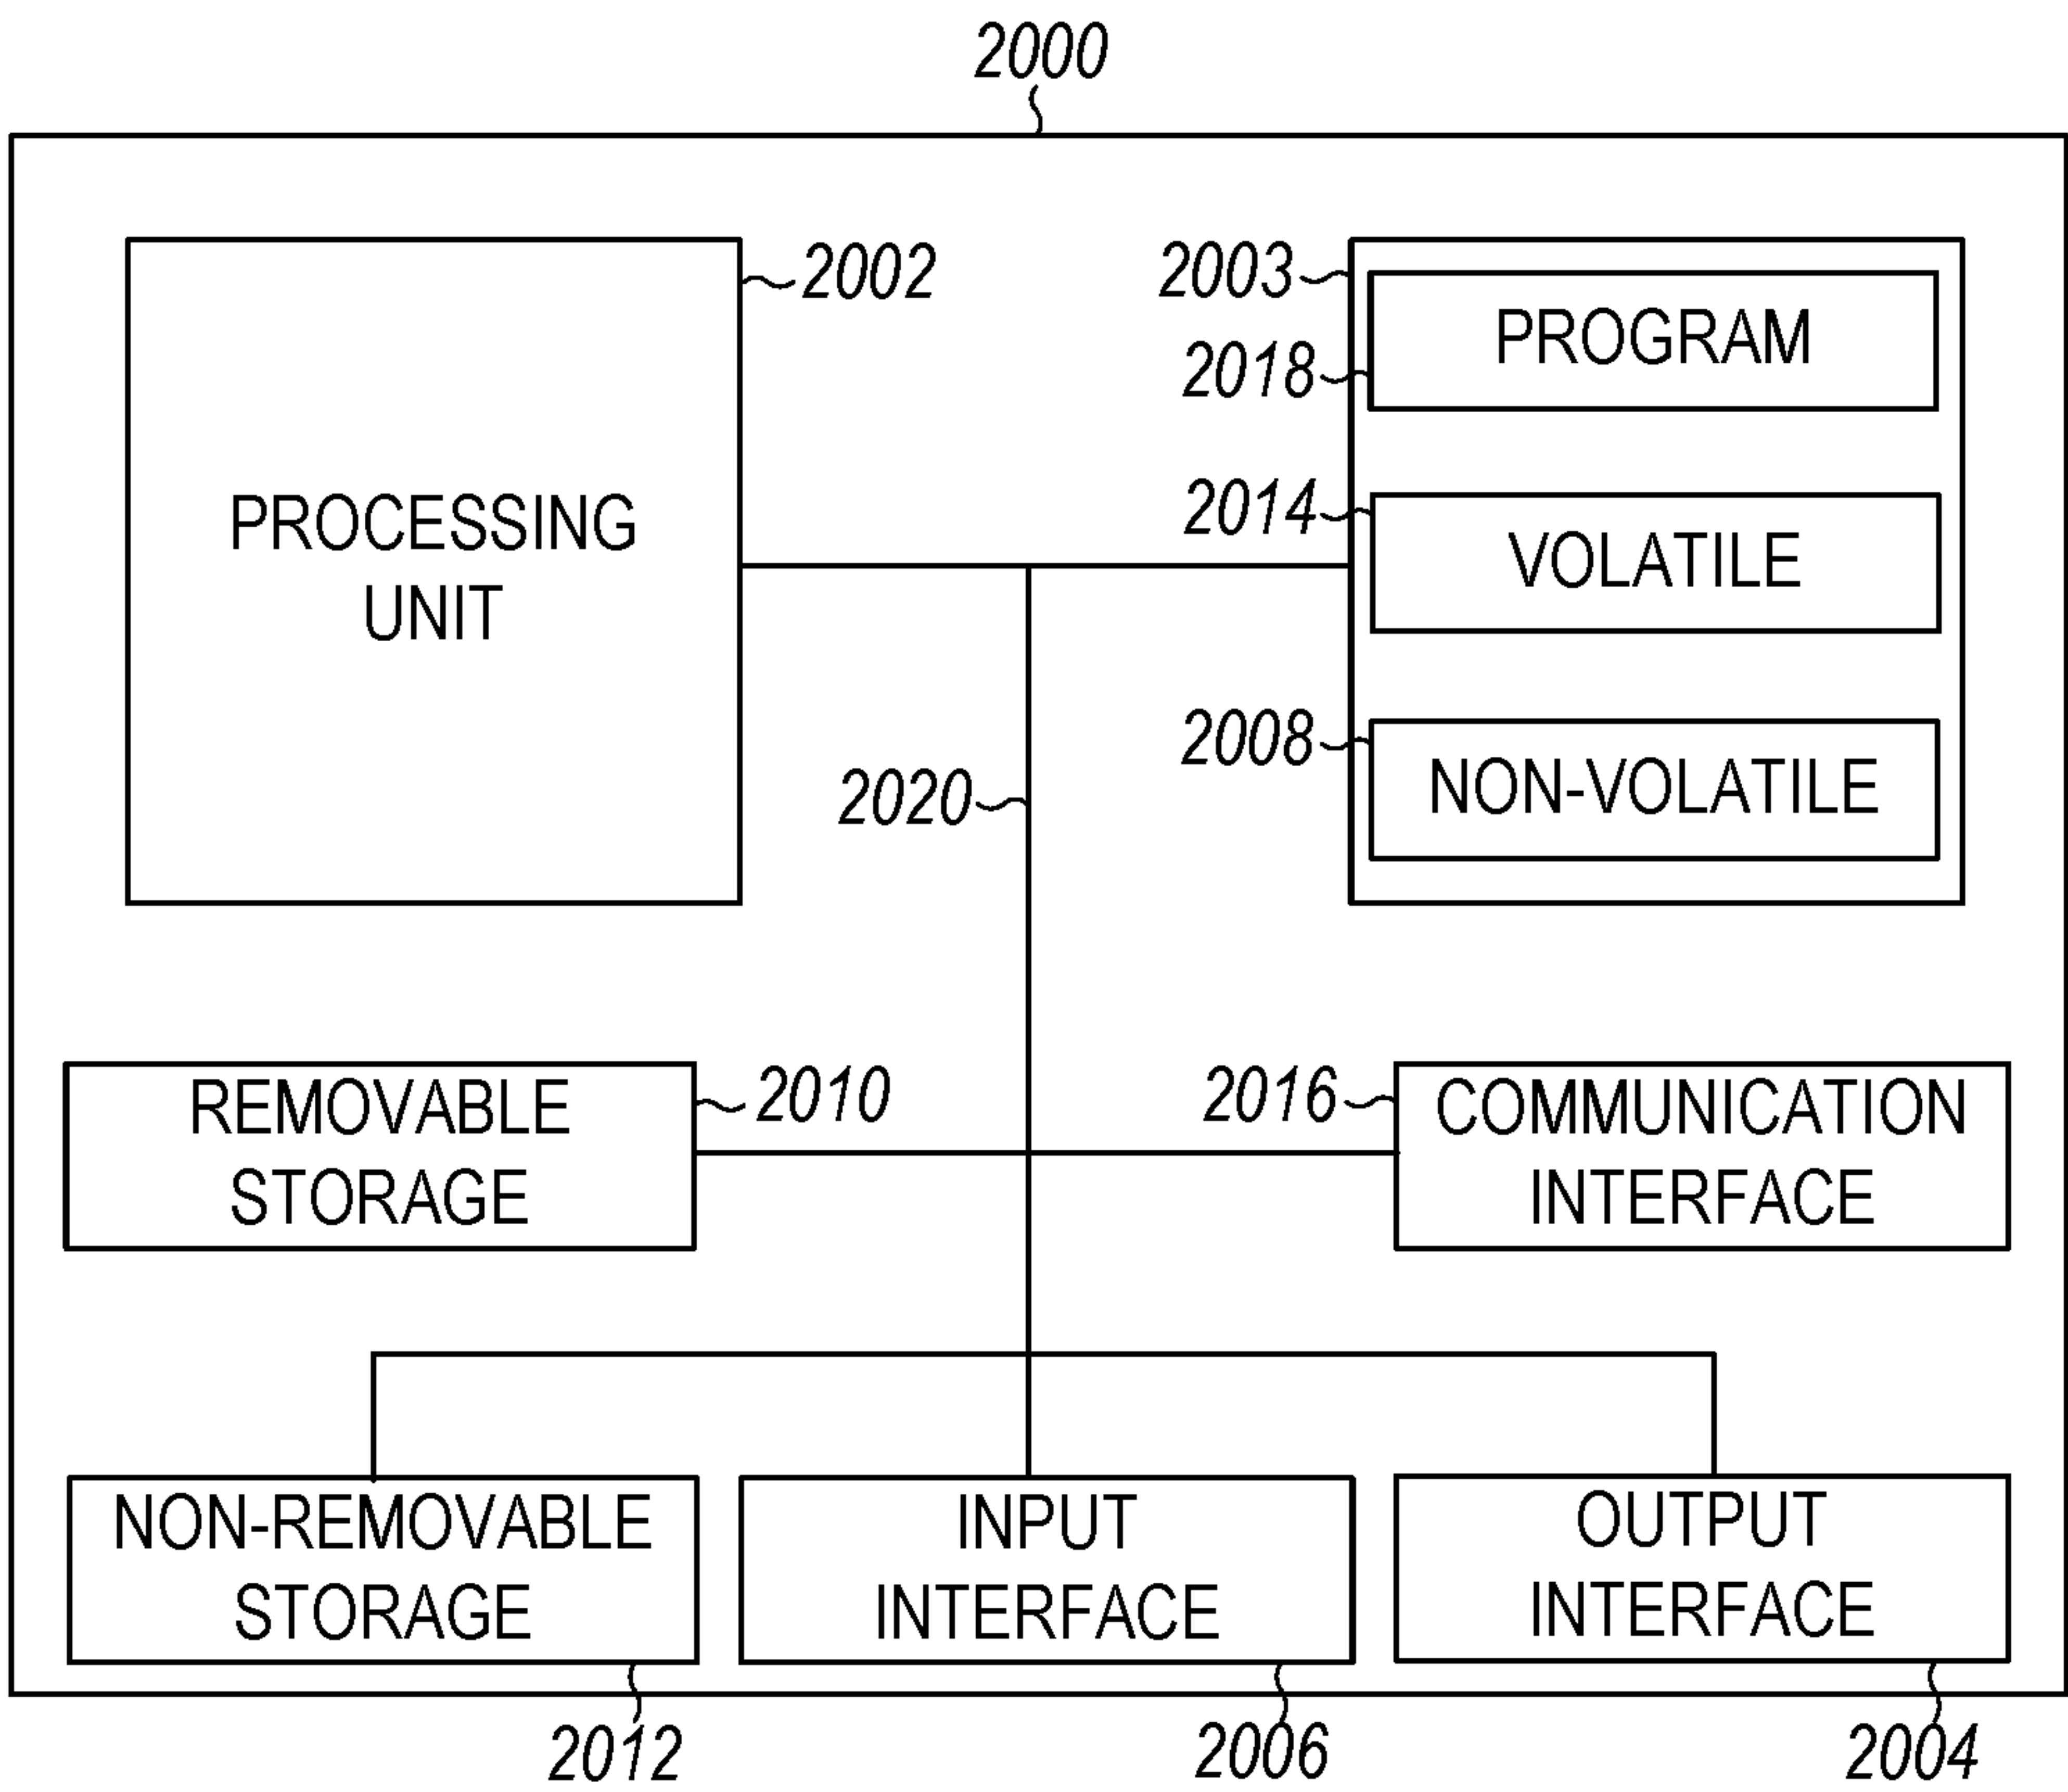 2000
2002
2003
PROGRAM
2018
2014
VOLATILE
PROCESSING
UNIT
2008
NON-VOLATILE
2020
REMOVABLE
STORAGE
2010
2016
COMMUNICATION
INTERFACE
NON-REMOVABLE
STORAGE
INPUT
INTERFACE
OUTPUT
INTERFACE
2012
2006
2004